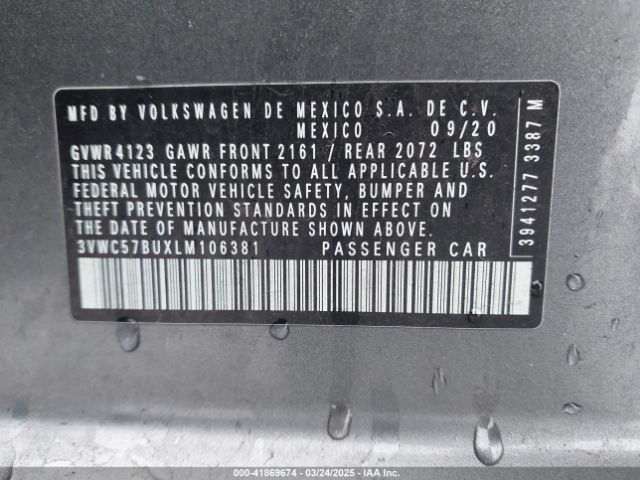 MFD BY VOLKSWAGEN DE MEXICO S.A. DE C.V.
MEXICO 09/20
GVWR 4123 GAWR FRONT 2161 / REAR 2072 LBS
THIS VEHICLE CONFORMS TO ALL APPLICABLE U.S.
FEDERAL MOTOR VEHICLE SAFETY, BUMPER AND
THEFT PREVENTION STANDARDS IN EFFECT ON
THE DATE OF MANUFACTURE SHOWN ABOVE.
3VWC57BUXLM106381 PASSENGER CAR
3941277 3387 M
000-41869674 / 03/24/2025 / IAA Inc.